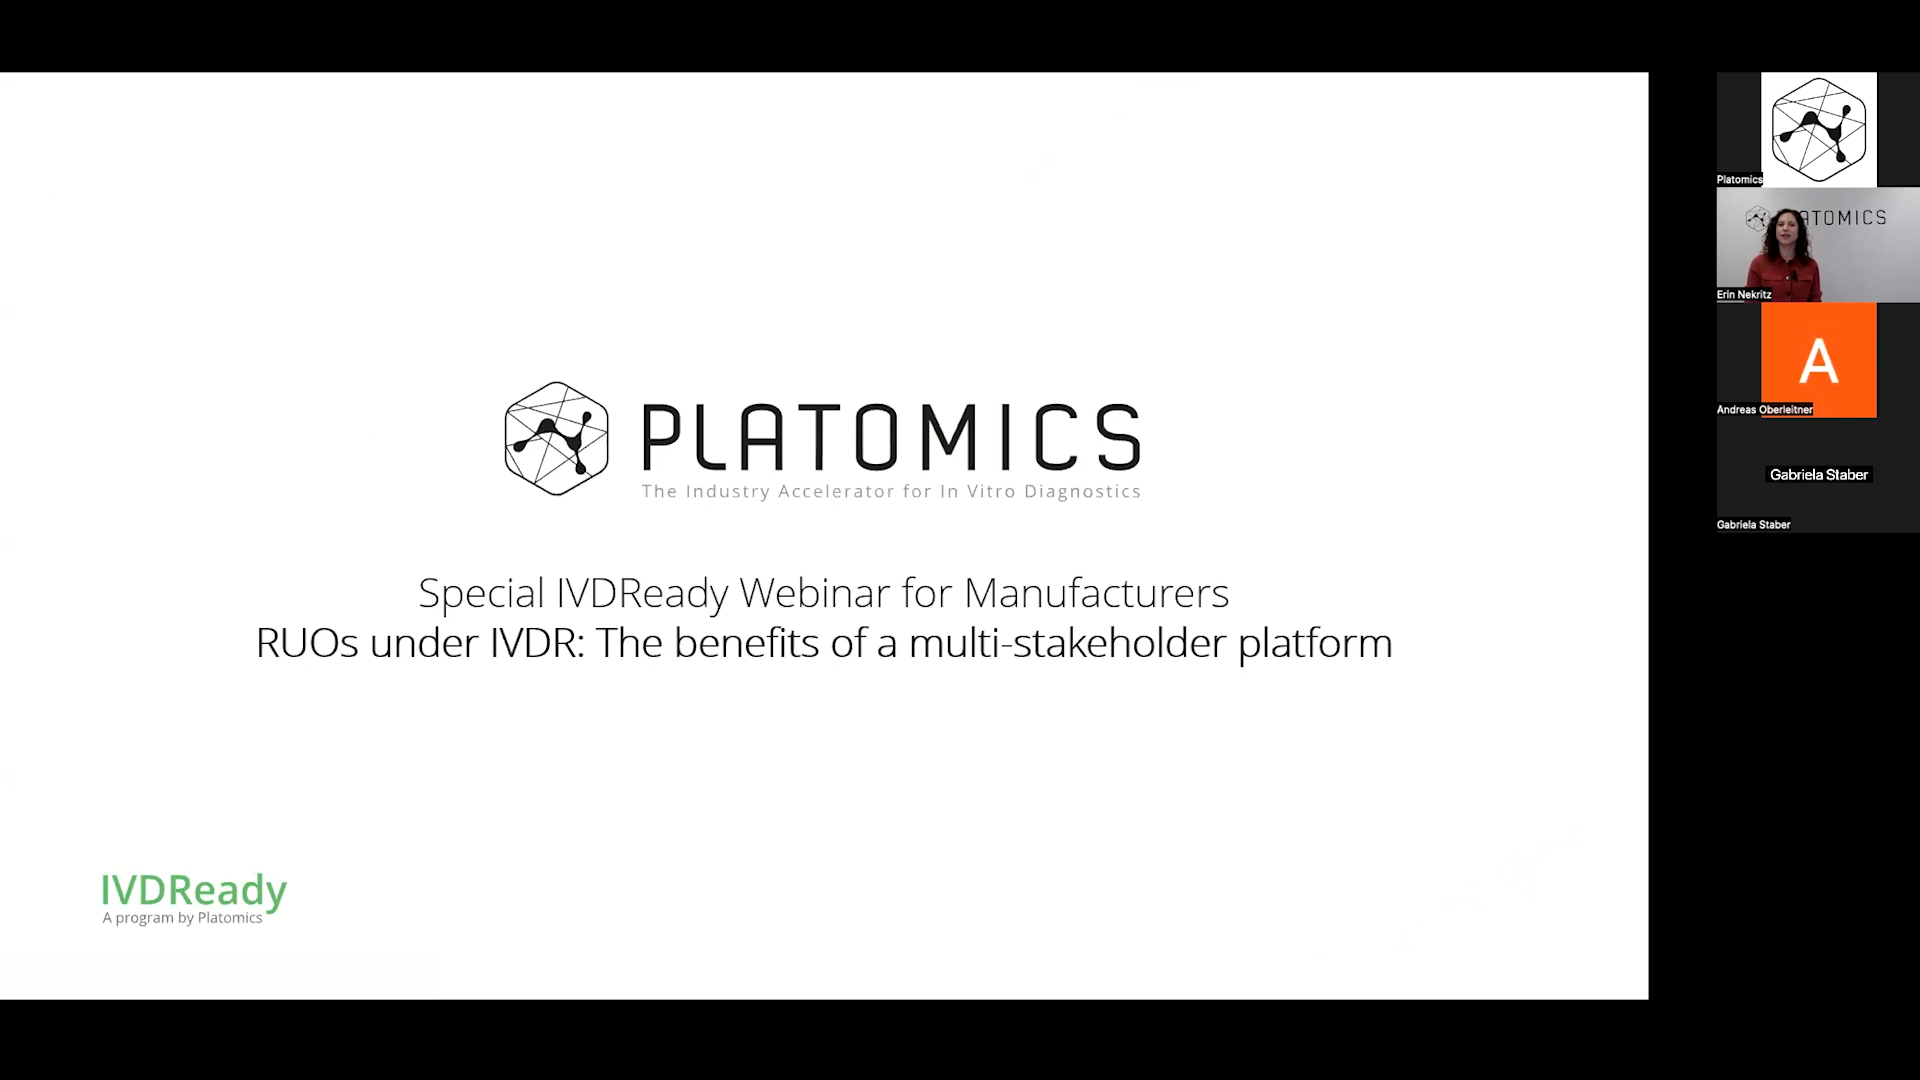 PLATOMICS
The Industry Accelerator for In Vitro Diagnostics
Special IVDReady Webinar for Manufacturers
RUOs under IVDR: The benefits of a multi-stakeholder platform
IVDReady
A program by Platomics
Platomics
ATOMICS
Erin Nekritz
A
Andreas Oberleitner
Gabriela Staber
Gabriela Staber